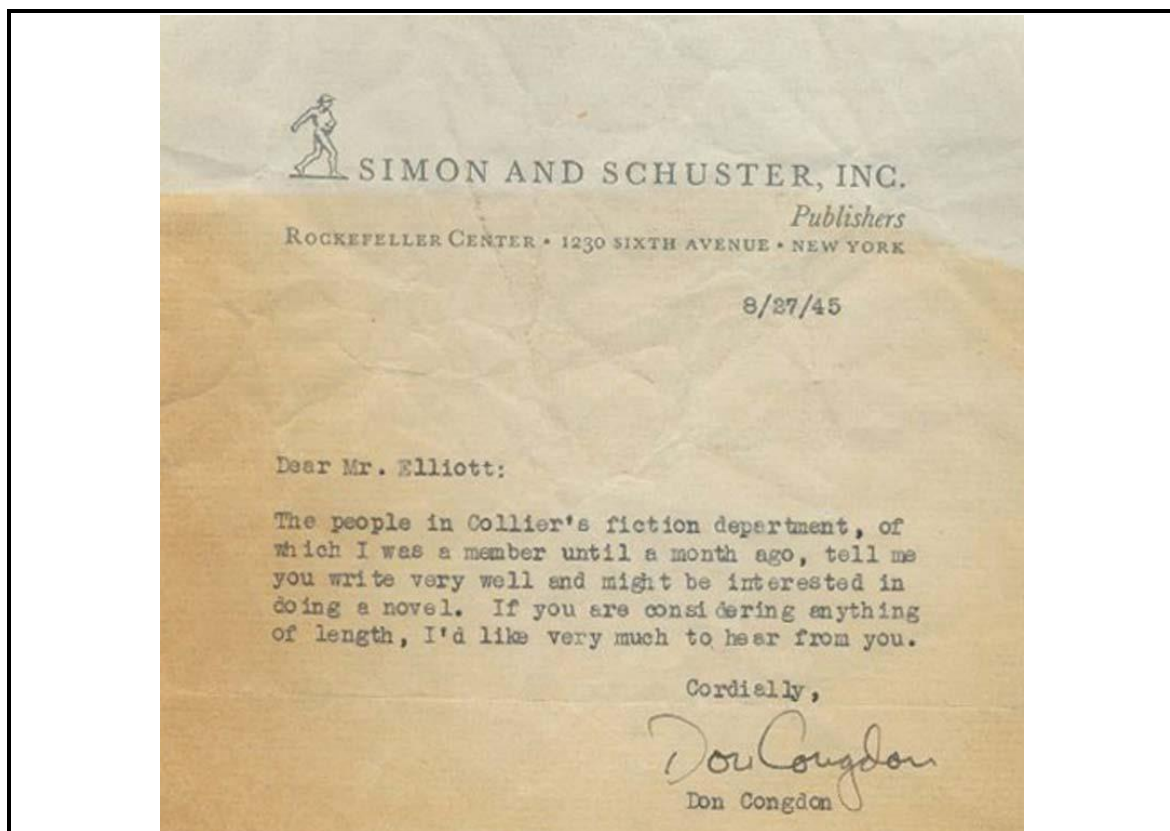 SIMON AND SCHUSTER, INC.
Publishers
ROCKEFELLER CENTER • 1230 SIXTH AVENUE • NEW YORK
8/27/45
Dear Mr. Elliott:
The people in Collier's fiction department, of
which I was a member until a month ago, tell me
you write very well and might be interested in
doing a novel.  If you are considering anything
of length, I'd like very much to hear from you.
Cordially,
Don Congdon
Don Congdon